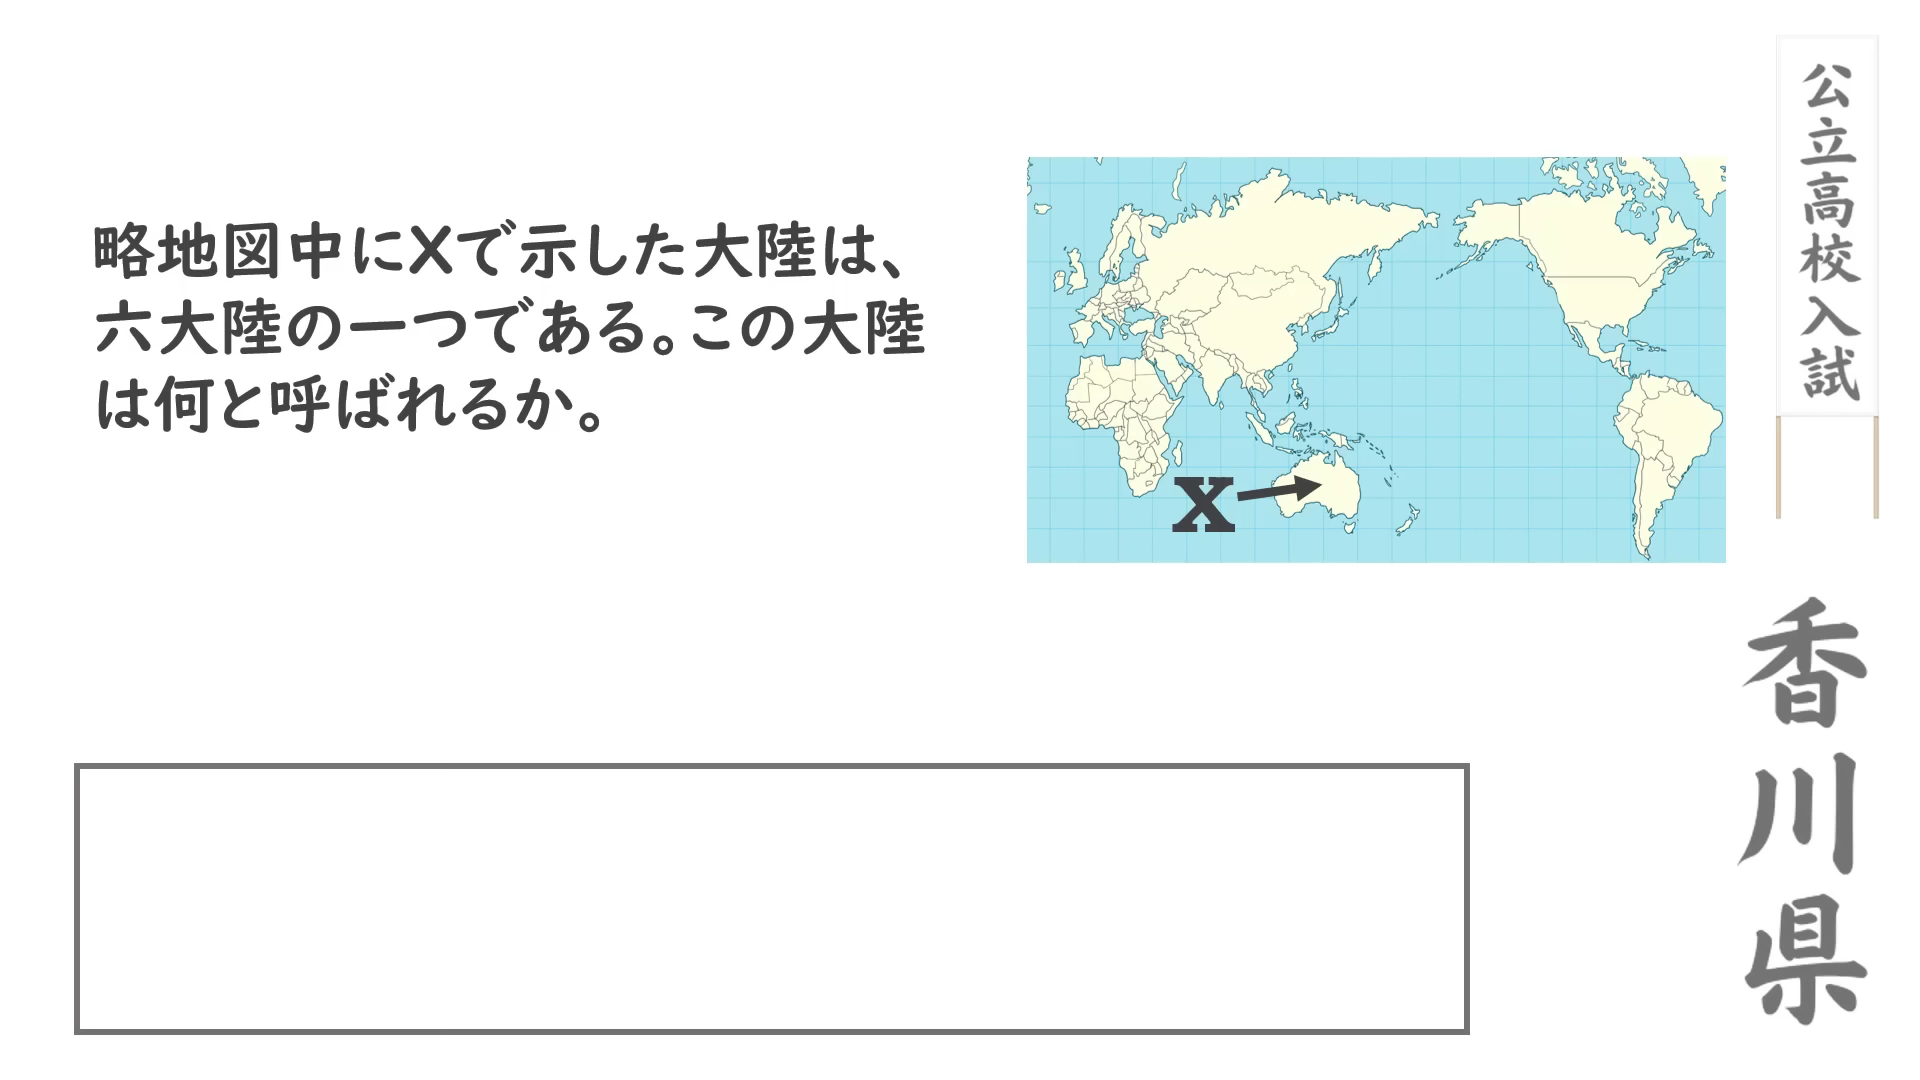 略地図中にXで示した大陸は、
六大陸の一つである。この大陸
は何と呼ばれるか。
X
公立高校入試
香川県